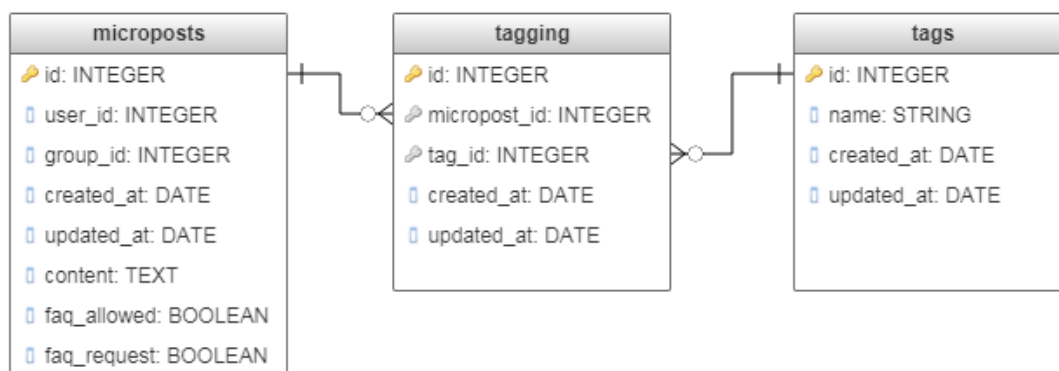 microposts
id: INTEGER
user_id: INTEGER
group_id: INTEGER
created_at: DATE
updated_at: DATE
content: TEXT
faq_allowed: BOOLEAN
faq_request: BOOLEAN
tagging
id: INTEGER
micropost_id: INTEGER
tag_id: INTEGER
created_at: DATE
updated_at: DATE
tags
id: INTEGER
name: STRING
created_at: DATE
updated_at: DATE